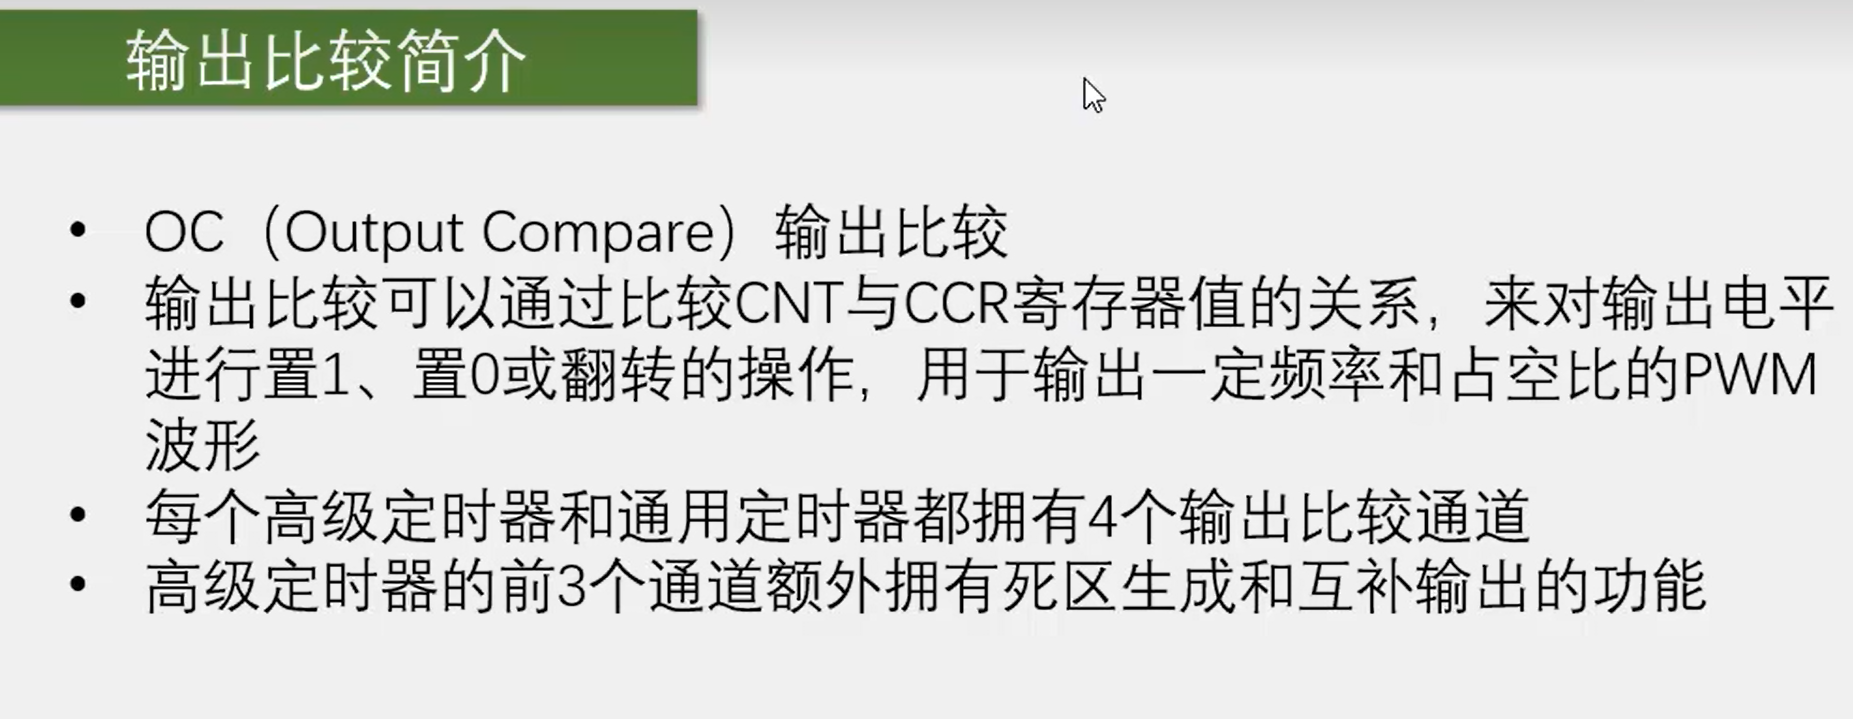 输出比较简介
• OC（Output Compare）输出比较
• 输出比较可以通过比较CNT与CCR寄存器值的关系，来对输出电平
进行置1、置0或翻转的操作，用于输出一定频率和占空比的PWM
波形
• 每个高级定时器和通用定时器都拥有4个输出比较通道
• 高级定时器的前3个通道额外拥有死区生成和互补输出的功能